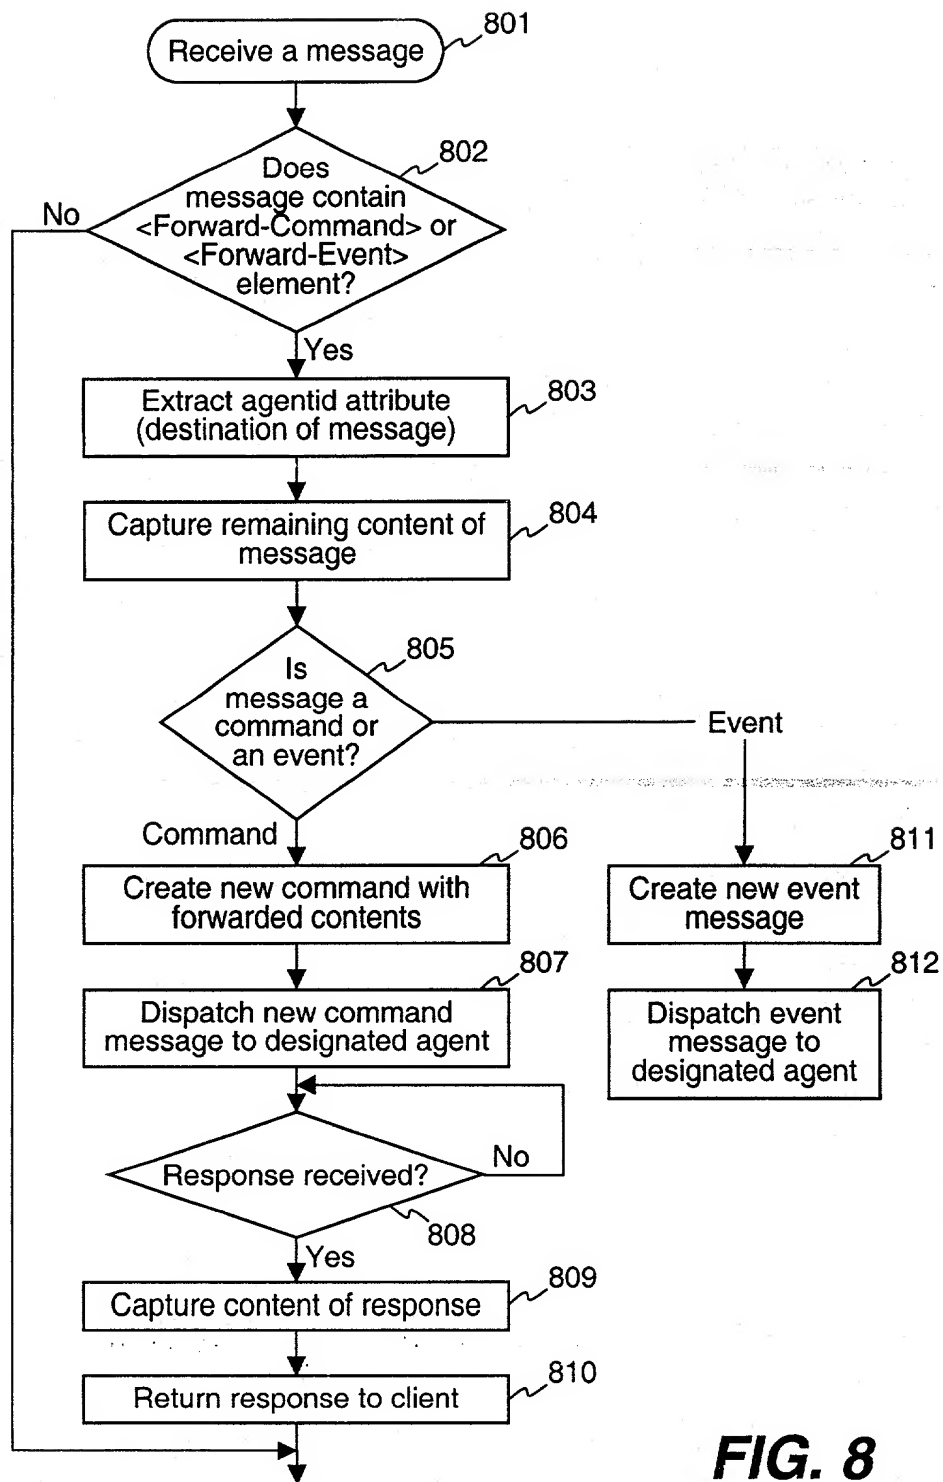 Receive a message
801
Does
message contain
<Forward-Command> or
<Forward-Event>
element?
802
No
Yes
Extract agentid attribute
(destination of message)
803
Capture remaining content of
message
804
Is
message a
command or
an event?
805
Event
Command
Create new command with
forwarded contents
806
Create new event
message
811
Dispatch new command
message to designated agent
807
Dispatch event
message to
designated agent
812
Response received?
808
No
Yes
Capture content of response
809
Return response to client
810
FIG. 8